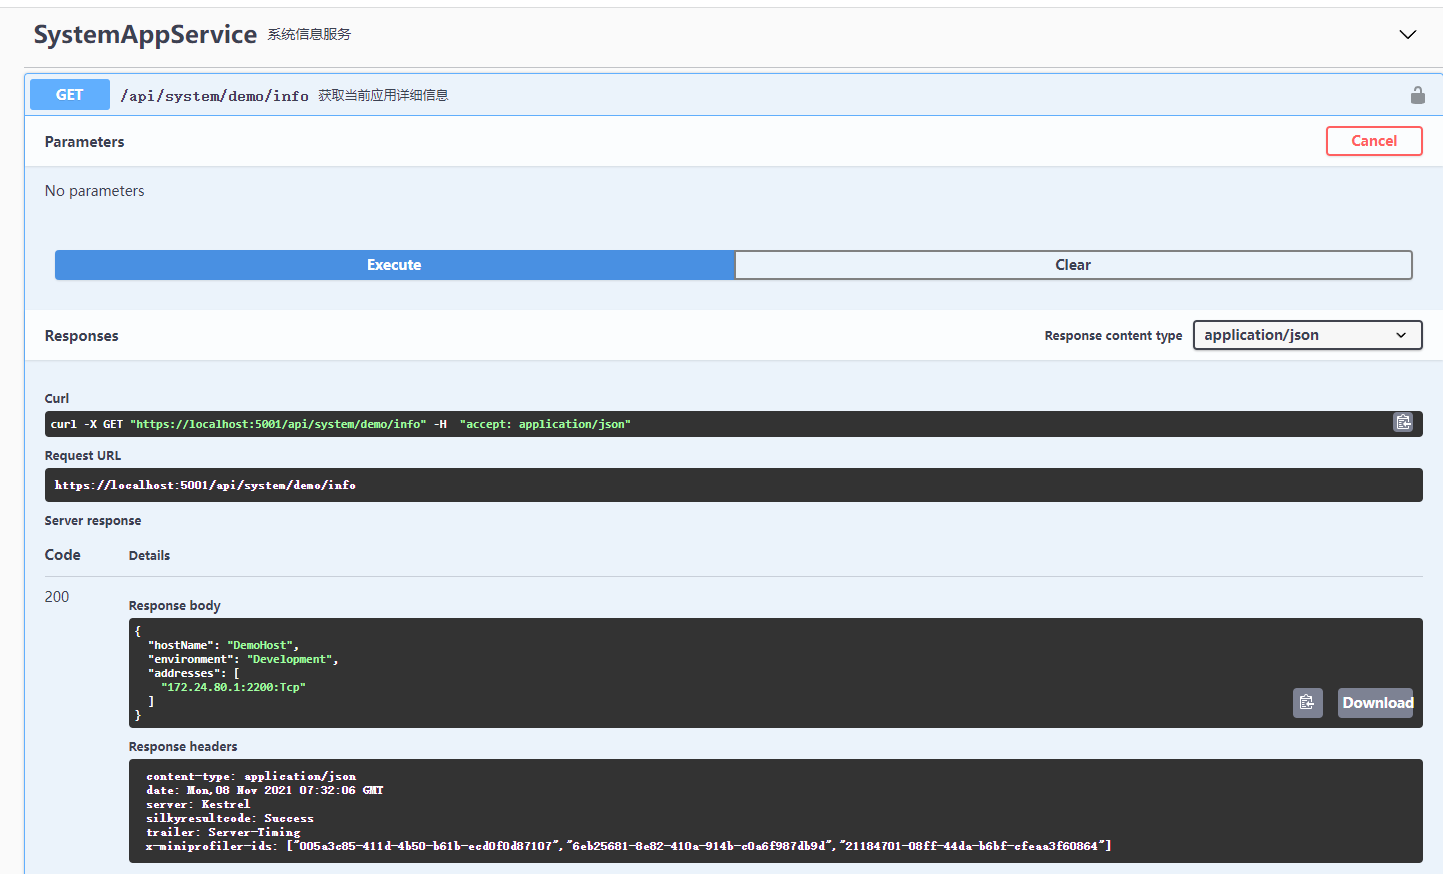 SystemAppService 系统信息服务
GET /api/system/demo/info 获取当前应用详细信息
Parameters Cancel
No parameters
Execute Clear
Responses Response content type application/json
Curl
curl -X GET "https://localhost:5001/api/system/demo/info" -H  "accept: application/json"
Request URL
https://localhost:5001/api/system/demo/info
Server response
Code Details
200
Response body
{
  "hostName": "DemoHost",
  "environment": "Development",
  "addresses": [
    "172.24.80.1:2200:Tcp"
  ]
}
Download
Response headers
content-type: application/json
date: Mon,08 Nov 2021 07:32:06 GMT
server: Kestrel
silkyresultcode: Success
trailer: Server-Timing
x-miniprofiler-ids: ["005a3c85-411d-4b50-b61b-ecd0f0d87107","6eb25681-8e82-410a-914b-c0a6f987db9d","21184701-08ff-44da-b6bf-cfeaa3f60864"]